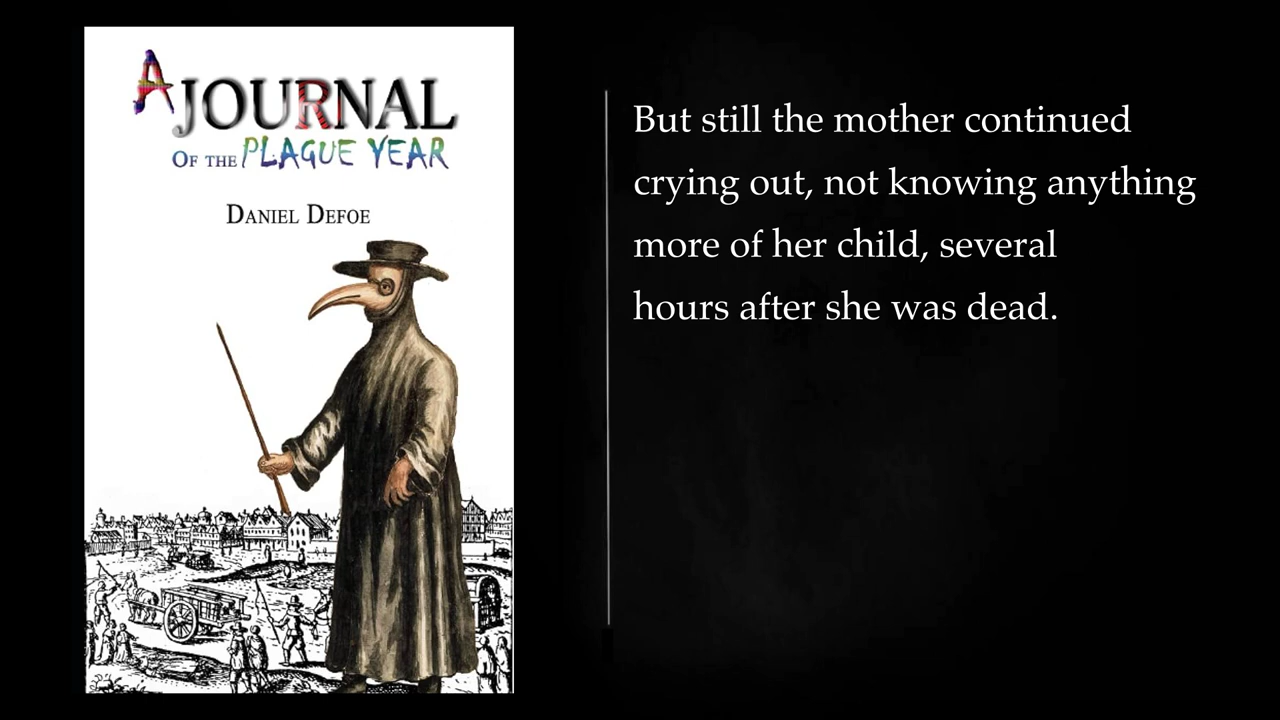 A JOURNAL
OF THE PLAGUE YEAR
DANIEL DEFOE
But still the mother continued
crying out, not knowing anything
more of her child, several
hours after she was dead.